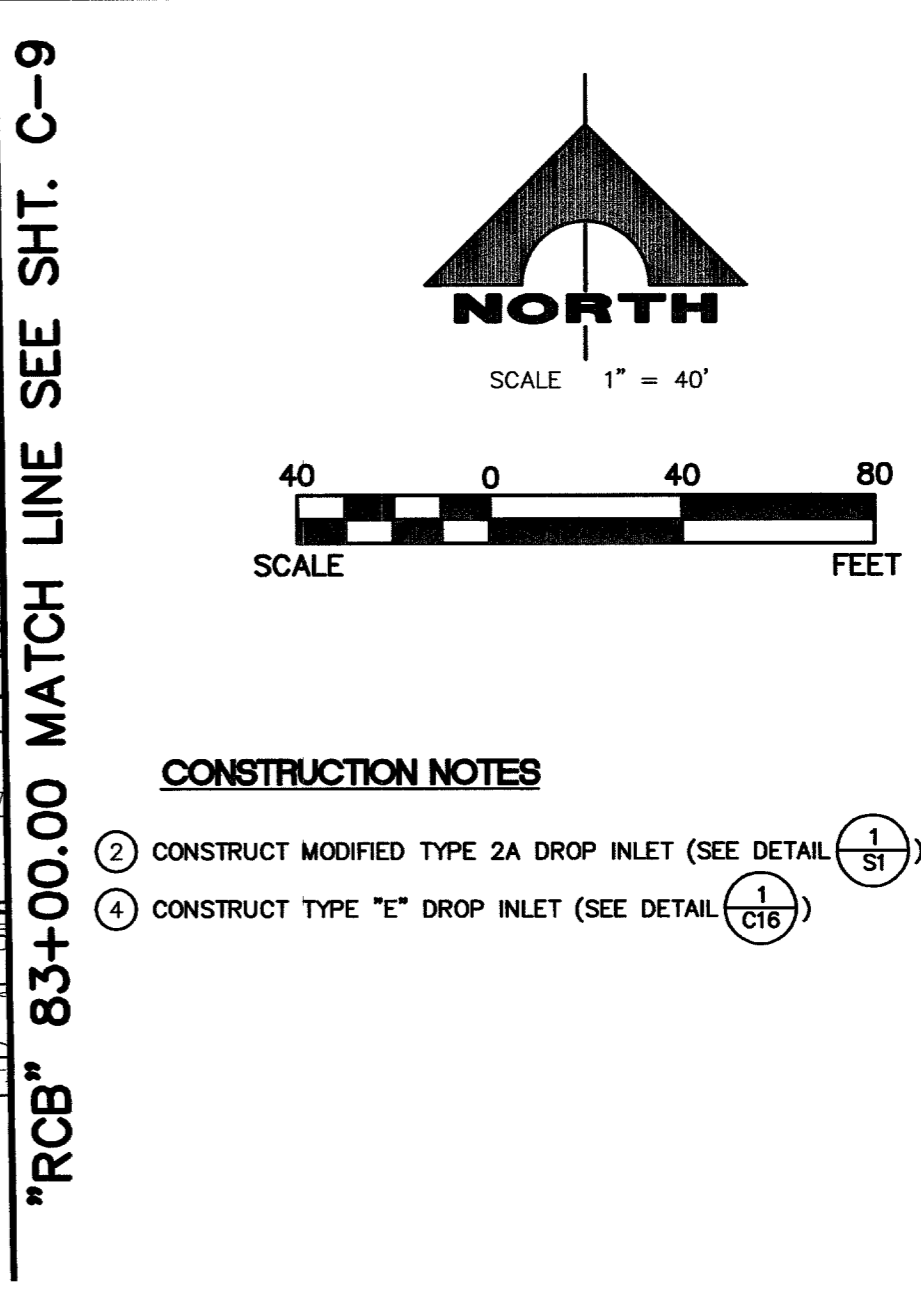 "RCB" 83+00.00 MATCH LINE SEE SHT. C-9
NORTH
SCALE 1" = 40'
40 0 40 80
SCALE FEET
CONSTRUCTION NOTES
2 CONSTRUCT MODIFIED TYPE 2A DROP INLET (SEE DETAIL 1 S1 )
4 CONSTRUCT TYPE "E" DROP INLET (SEE DETAIL 1 C16 )